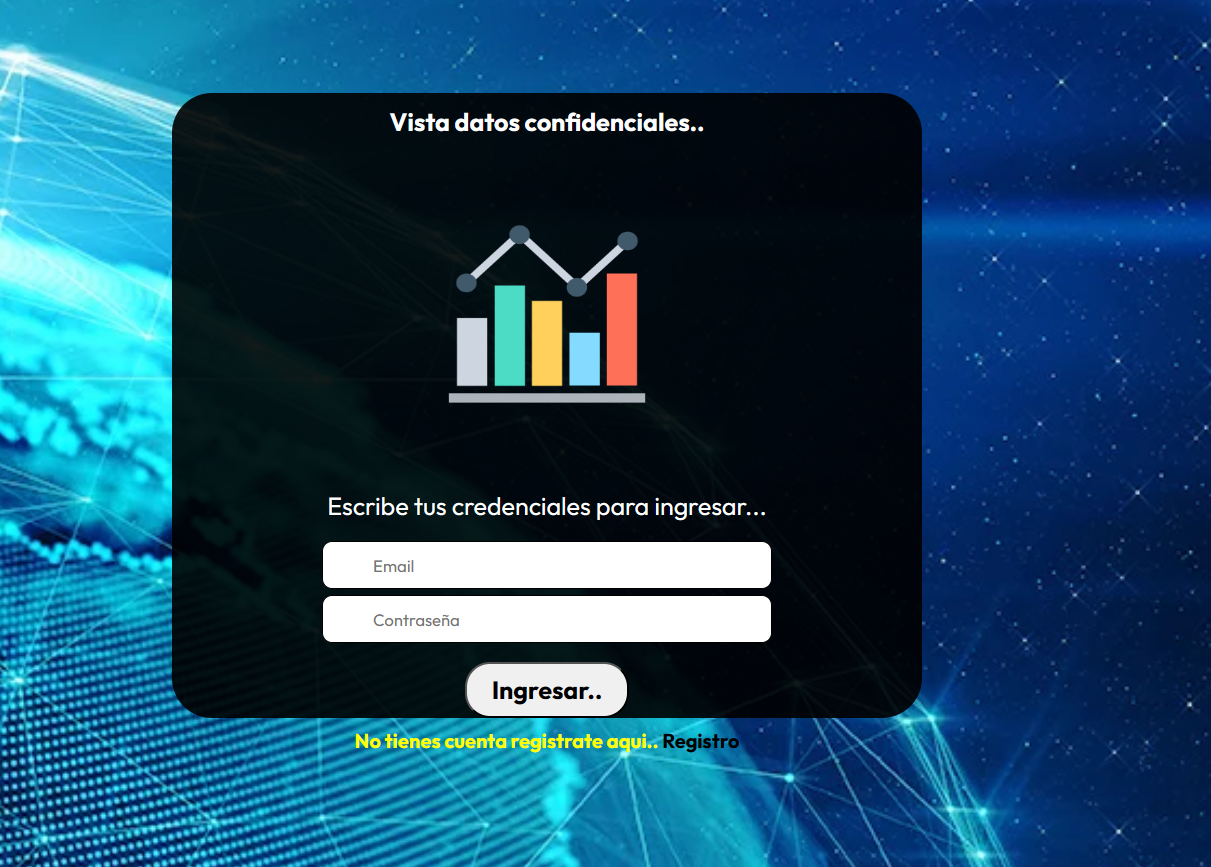 Vista datos confidenciales..
Escribe tus credenciales para ingresar...
Email
Contraseña
Ingresar..
No tienes cuenta registrate aqui.. Registro